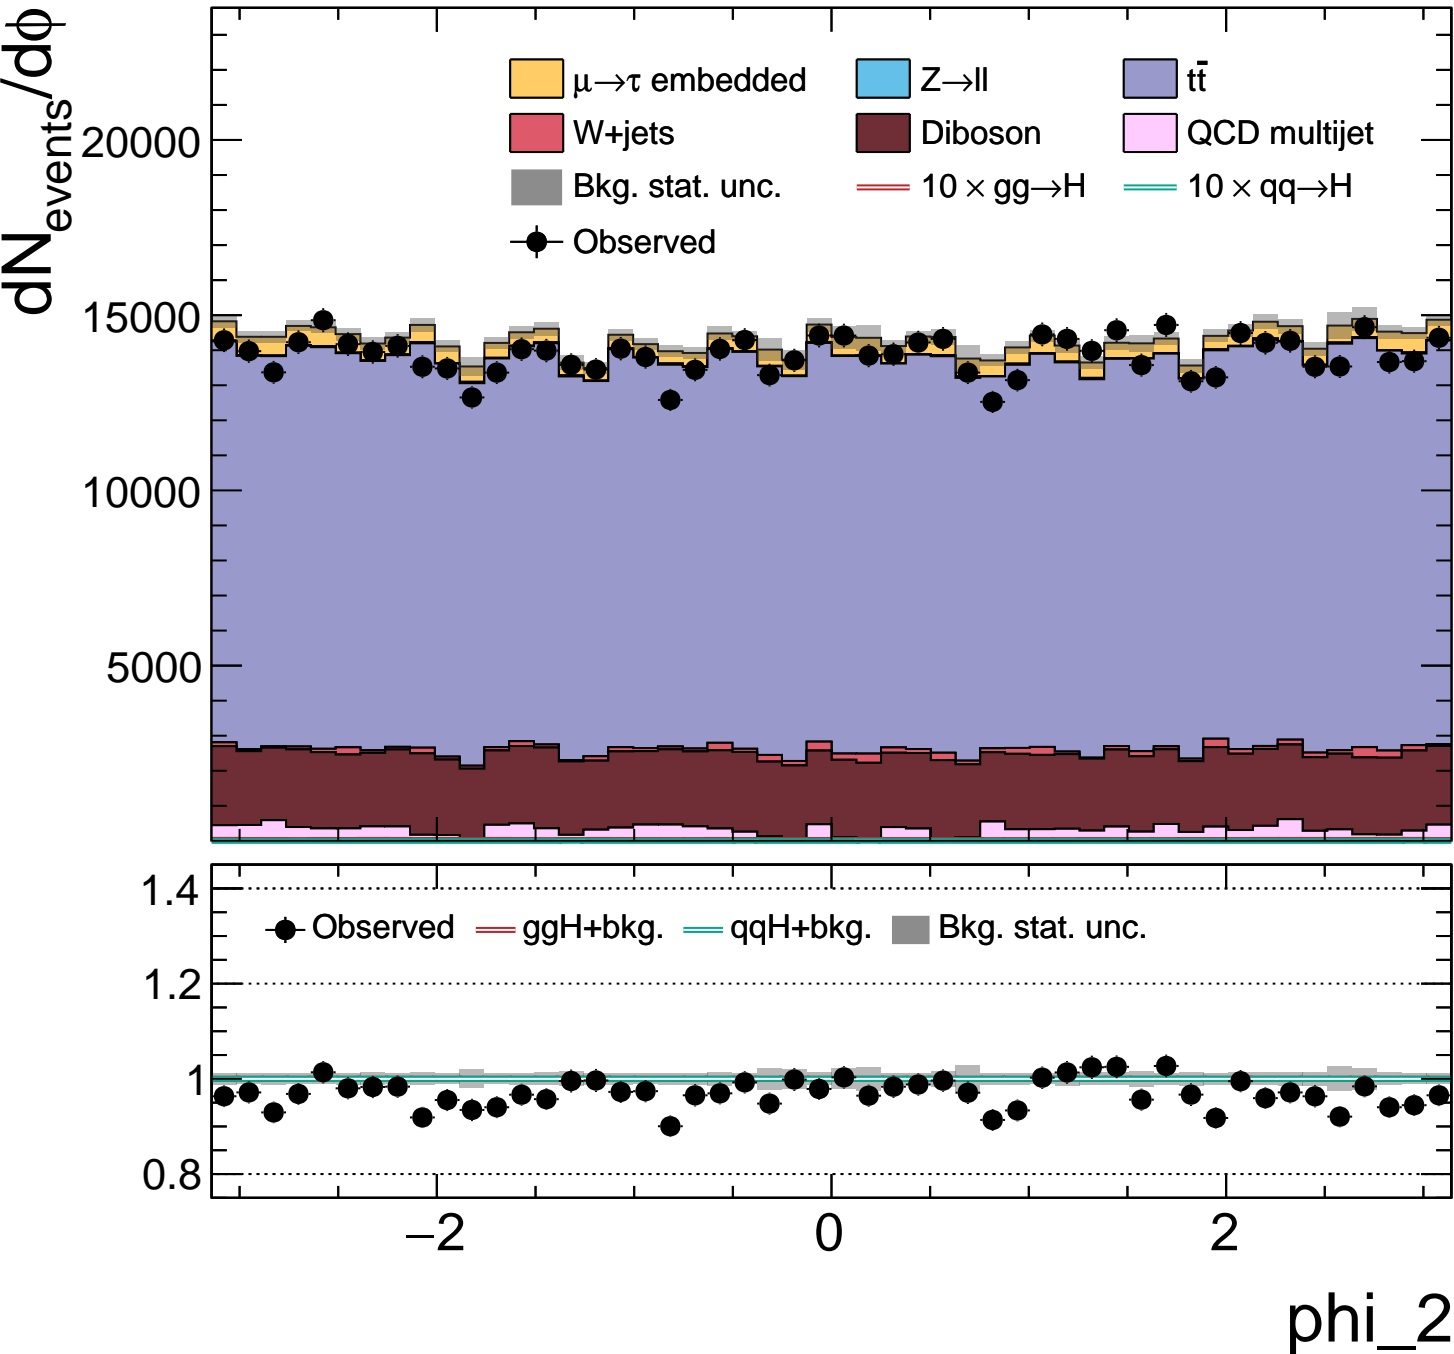 dN_events/dϕ
μ→τ embedded Z→ll tt̄
W+jets Diboson QCD multijet
Bkg. stat. unc. 10 × gg→H 10 × qq→H
Observed
20000
15000
10000
5000
1.4
Observed ggH+bkg. qqH+bkg. Bkg. stat. unc.
1.2
1
0.8
−2 0 2
phi_2